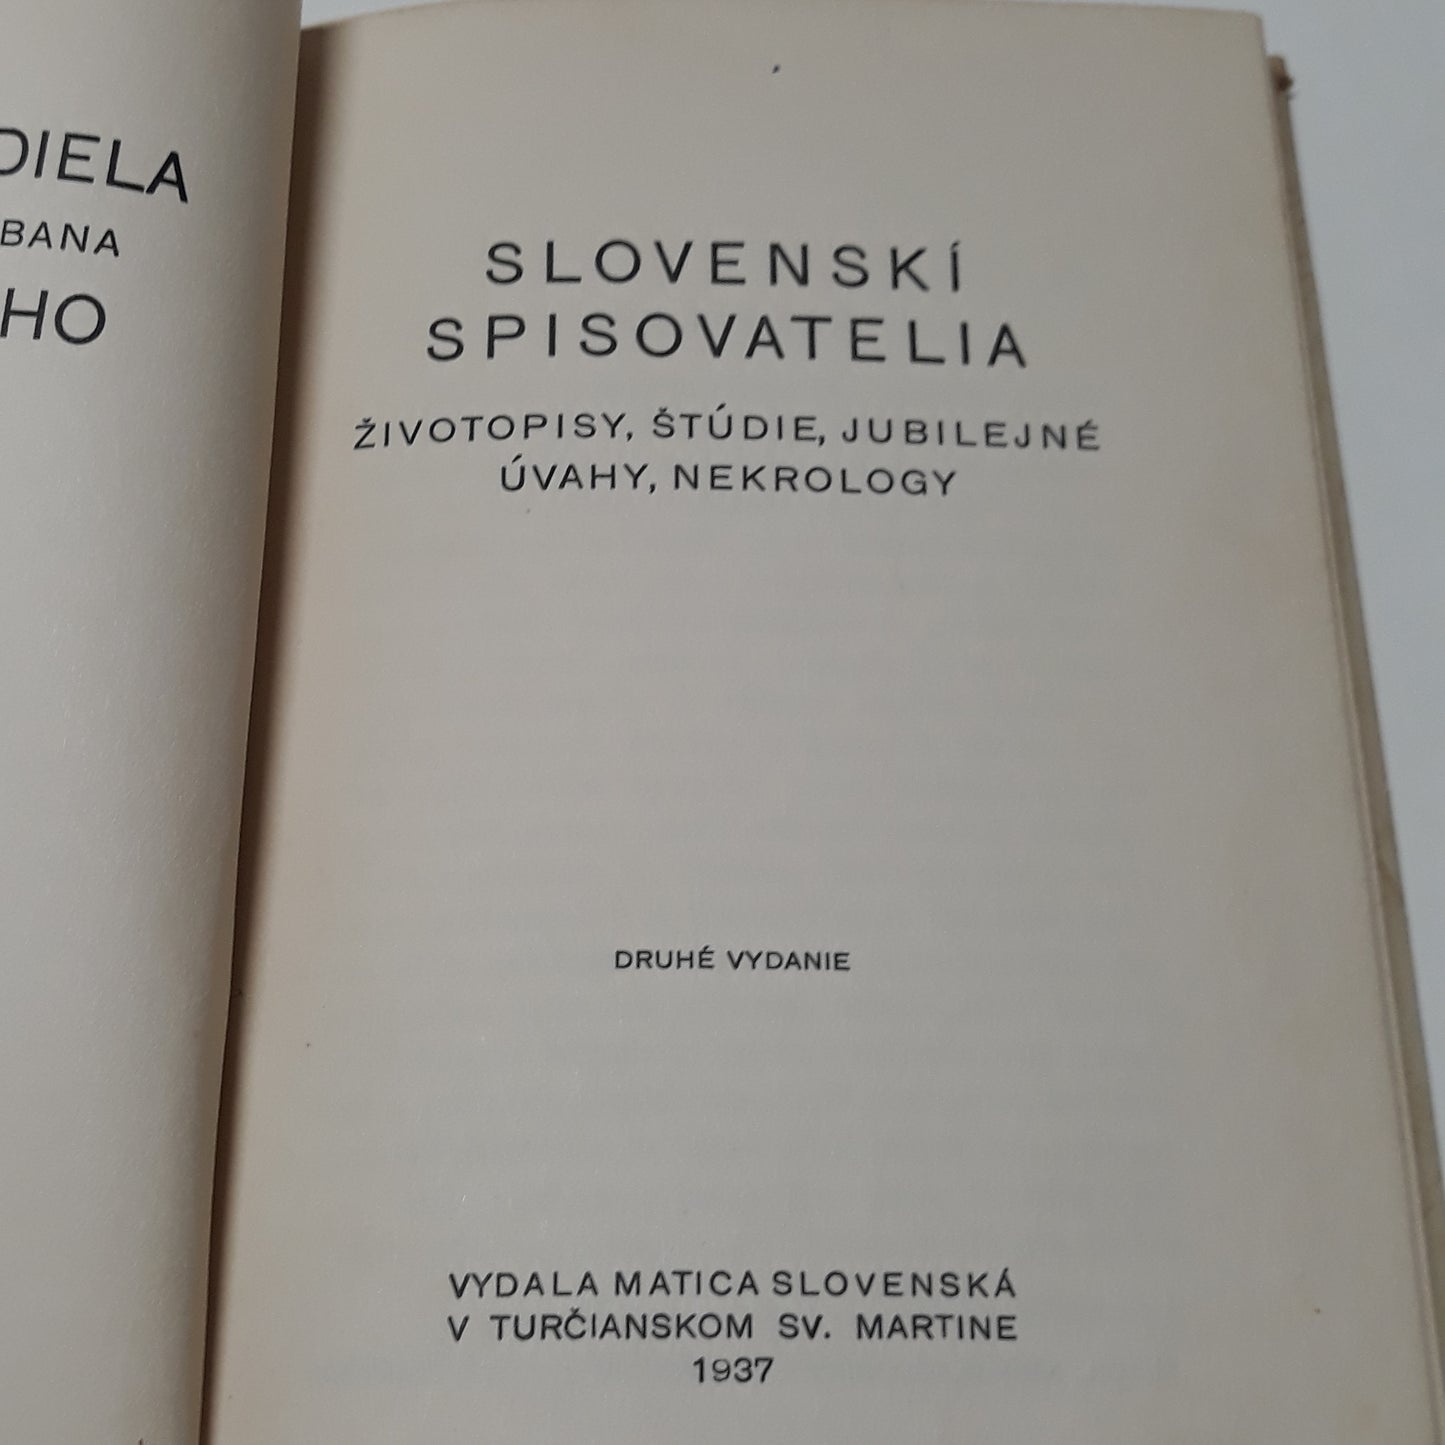 DIELA
BANA
HO
SLOVENSKÍ
SPISOVATELIA
ŽIVOTOPISY, ŠTÚDIE, JUBILEJNÉ
ÚVAHY, NEKROLOGY
DRUHÉ VYDANIE
VYDALA MATICA SLOVENSKÁ
V TURČIANSKOM SV. MARTINE
1937